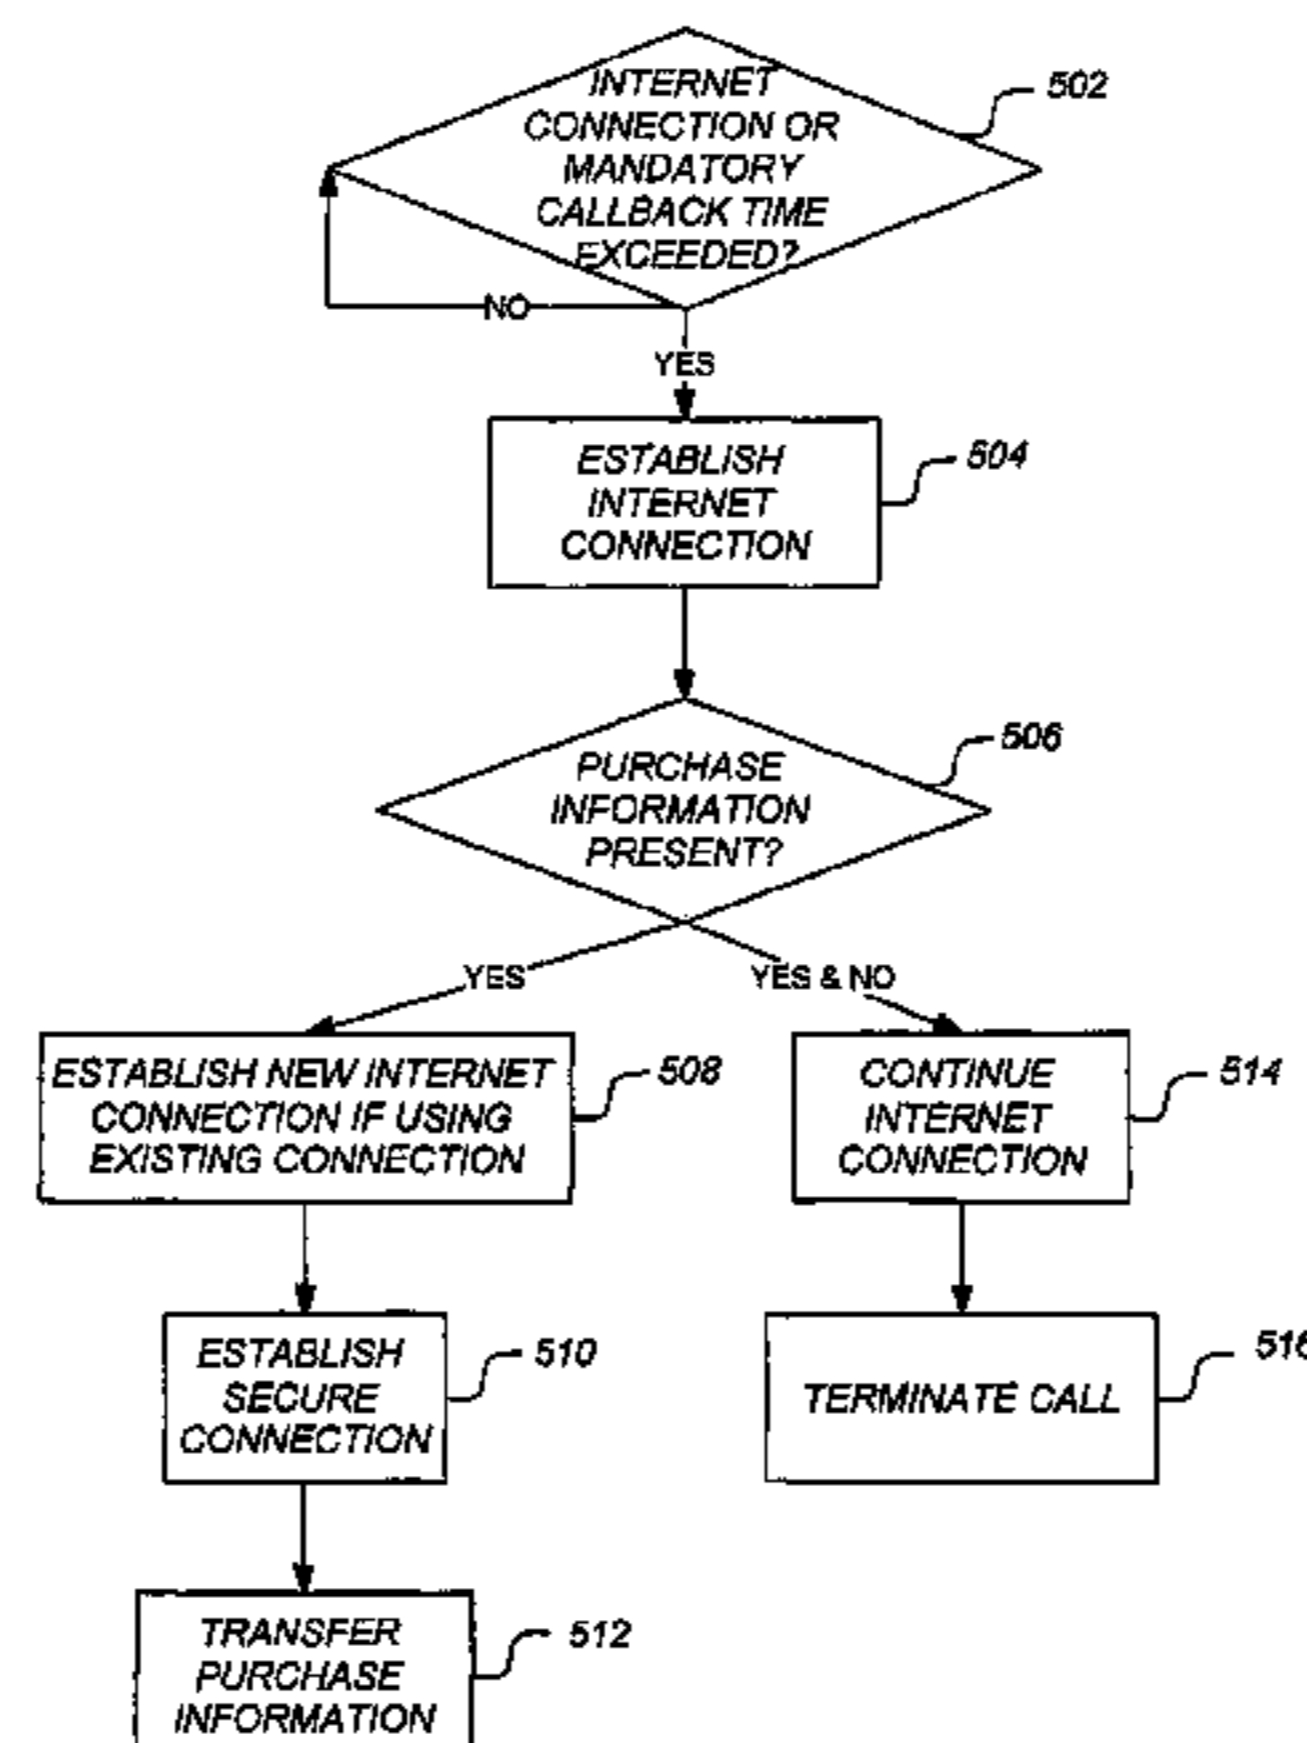 INTERNET
CONNECTION OR
MANDATORY
CALLBACK TIME
EXCEEDED?
502
NO
YES
ESTABLISH
INTERNET
CONNECTION
504
PURCHASE
INFORMATION
PRESENT?
506
YES
YES & NO
ESTABLISH NEW INTERNET
CONNECTION IF USING
EXISTING CONNECTION
508
CONTINUE
INTERNET
CONNECTION
514
ESTABLISH
SECURE
CONNECTION
510
TERMINATE CALL
516
TRANSFER
PURCHASE
INFORMATION
512